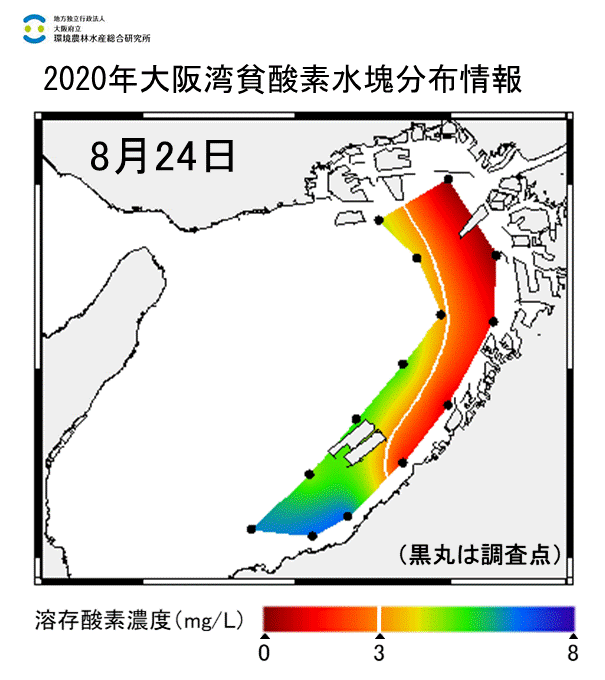 地方独立行政法人
大阪府立
環境農林水産総合研究所
2020年大阪湾貧酸素水塊分布情報
8月24日
(黒丸は調査点)
溶存酸素濃度(mg/L)
0 3 8